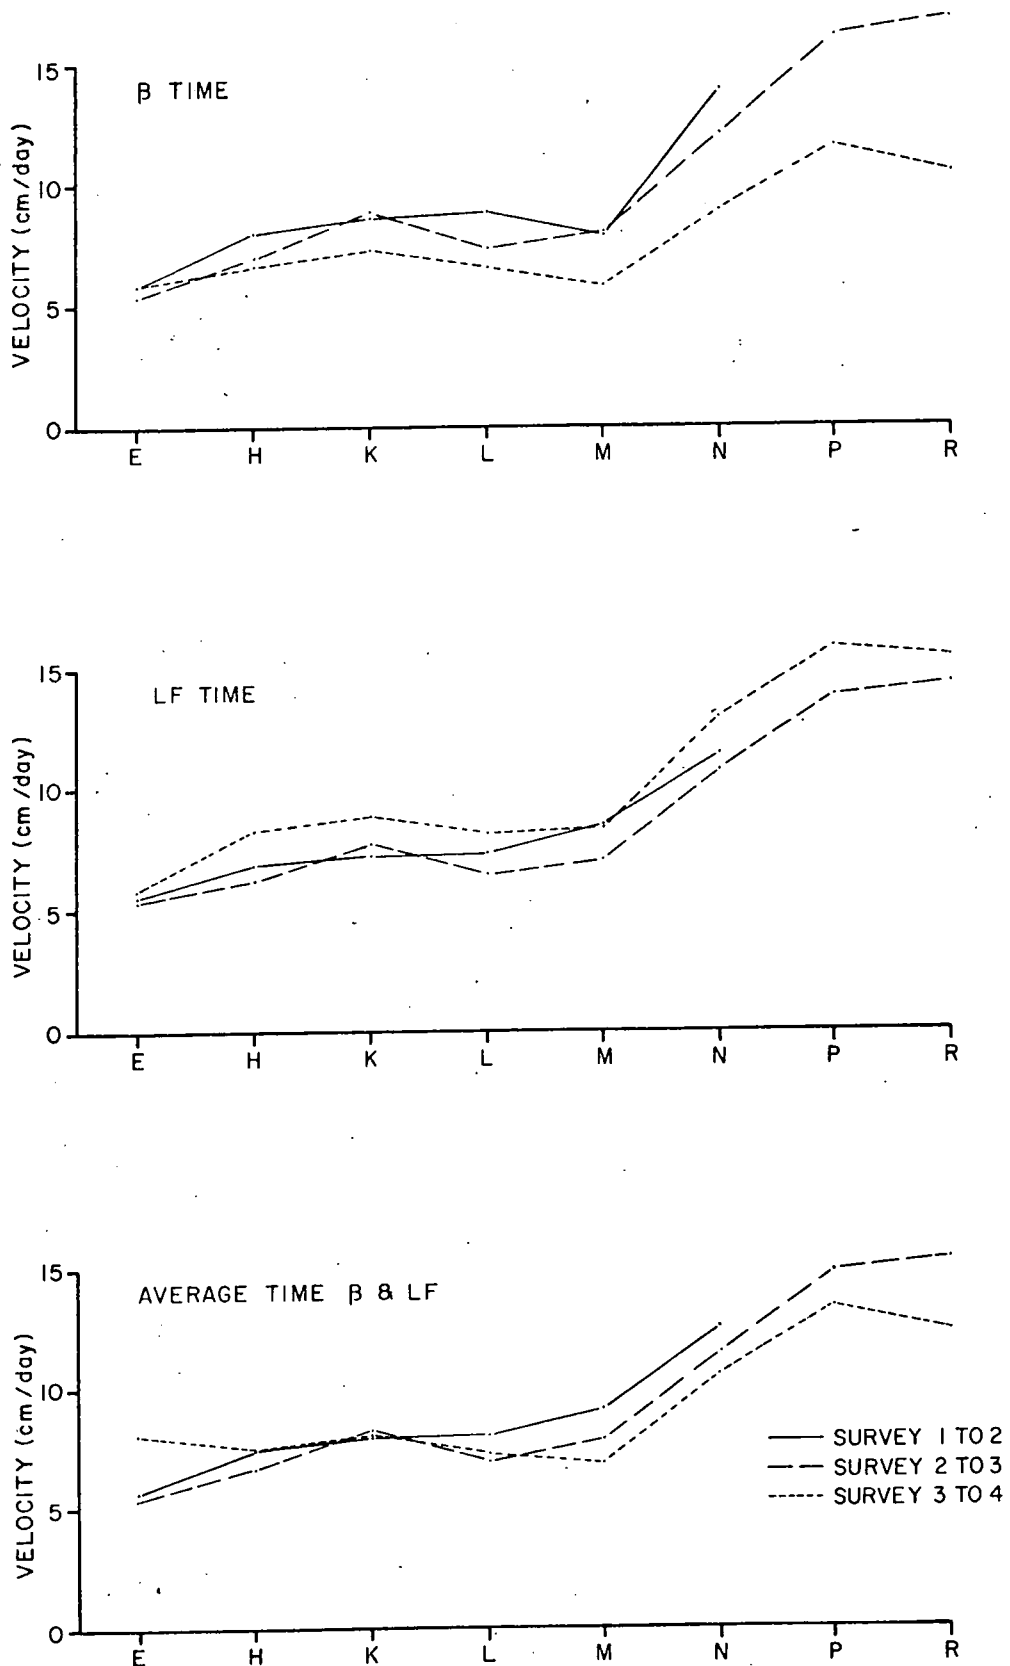 β TIME
VELOCITY (cm/day)
15
10
5
0
E H K L M N P R
LF TIME
VELOCITY (cm/day)
15
10
5
0
E H K L M N P R
AVERAGE TIME β & LF
VELOCITY (cm/day)
15
10
5
0
SURVEY 1 TO 2
SURVEY 2 TO 3
SURVEY 3 TO 4
E H K L M N P R